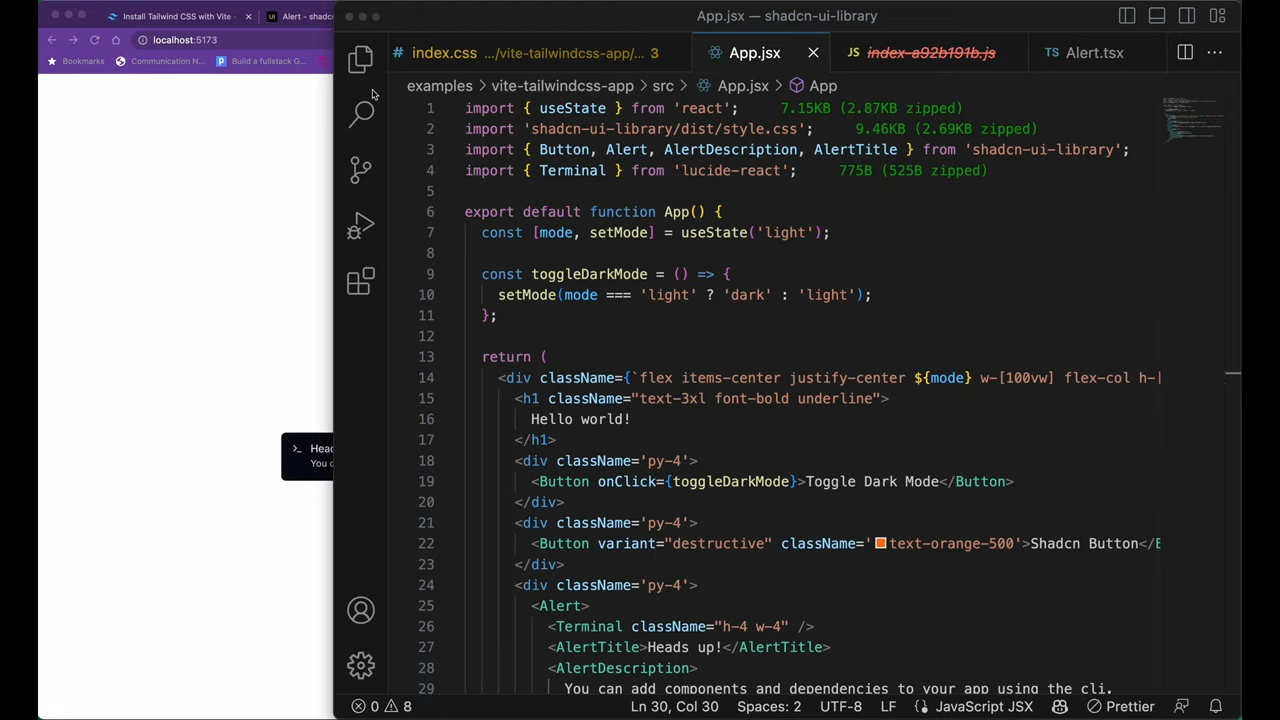 Install Tailwind CSS with Vite -
Alert - shadc
localhost:5173
Bookmarks
Communication N...
Build a fullstack G...
>_ Head
You c
App.jsx — shadcn-ui-library
# index.css .../vite-tailwindcss-app/... 3
App.jsx
JS index-a92b191b.js
TS Alert.tsx
examples > vite-tailwindcss-app > src > App.jsx > App
1 import { useState } from 'react'; 7.15KB (2.87KB zipped)
2 import 'shadcn-ui-library/dist/style.css'; 9.46KB (2.69KB zipped)
3 import { Button, Alert, AlertDescription, AlertTitle } from 'shadcn-ui-library';
4 import { Terminal } from 'lucide-react'; 775B (525B zipped)
5
6 export default function App() {
7 const [mode, setMode] = useState('light');
8
9 const toggleDarkMode = () => {
10 setMode(mode === 'light' ? 'dark' : 'light');
11 };
12
13 return (
14 <div className={`flex items-center justify-center ${mode} w-[100vw] flex-col h-[
15 <h1 className="text-3xl font-bold underline">
16 Hello world!
17 </h1>
18 <div className='py-4'>
19 <Button onClick={toggleDarkMode}>Toggle Dark Mode</Button>
20 </div>
21 <div className='py-4'>
22 <Button variant="destructive" className='text-orange-500'>Shadcn Button</B
23 </div>
24 <div className='py-4'>
25 <Alert>
26 <Terminal className="h-4 w-4" />
27 <AlertTitle>Heads up!</AlertTitle>
28 <AlertDescription>
29 You can add components and dependencies to your app using the cli.
0 8
Ln 30, Col 30
Spaces: 2
UTF-8
LF
JavaScript JSX
Prettier